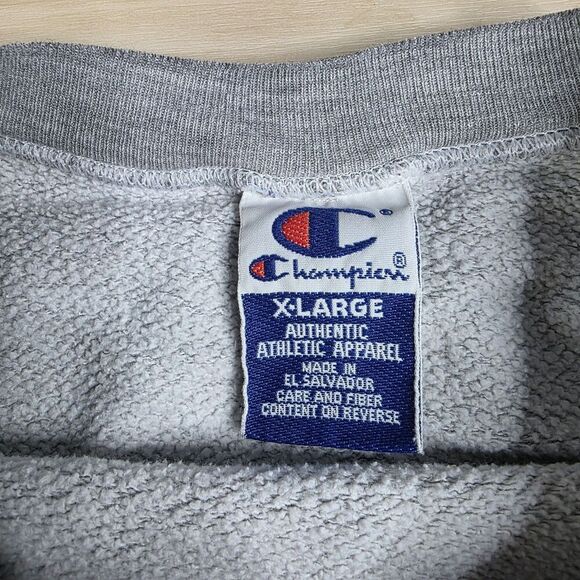 Champion®
X-LARGE
AUTHENTIC
ATHLETIC APPAREL
MADE IN
EL SALVADOR
CARE AND FIBER
CONTENT ON REVERSE